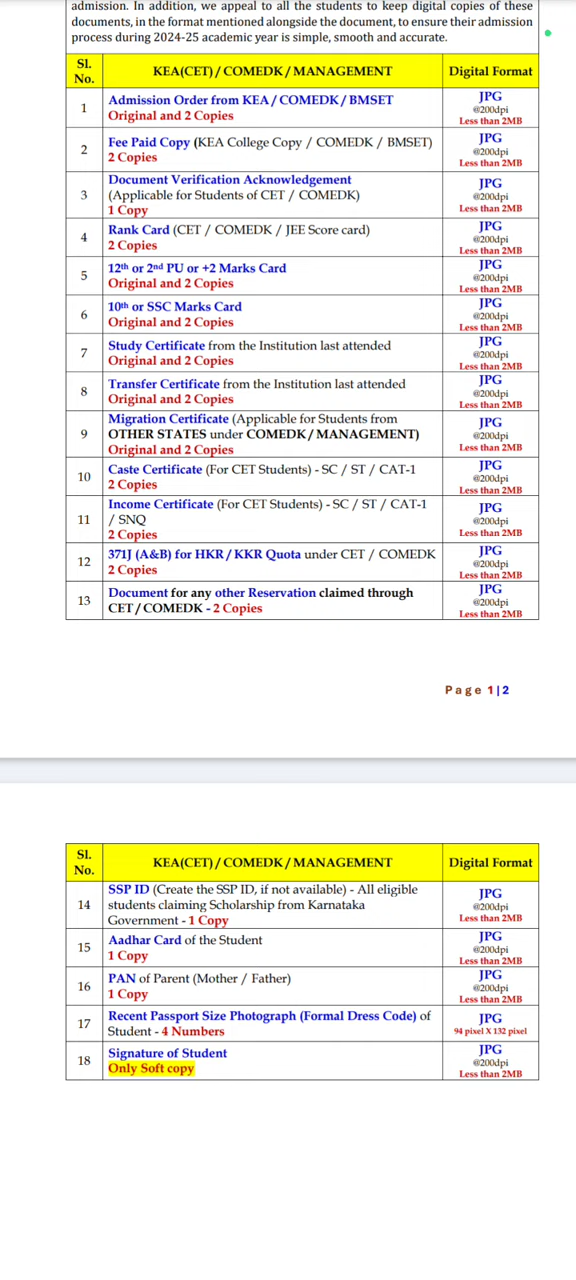 admission. In addition, we appeal to all the students to keep digital copies of these
documents, in the format mentioned alongside the document, to ensure their admission
process during 2024-25 academic year is simple, smooth and accurate.
Sl. No. KEA(CET) / COMEDK / MANAGEMENT Digital Format
1 Admission Order from KEA / COMEDK / BMSET
Original and 2 Copies
JPG
@200dpi
Less than 2MB
2 Fee Paid Copy (KEA College Copy / COMEDK / BMSET)
2 Copies
JPG
@200dpi
Less than 2MB
3 Document Verification Acknowledgement
(Applicable for Students of CET / COMEDK)
1 Copy
JPG
@200dpi
Less than 2MB
4 Rank Card (CET / COMEDK / JEE Score card)
2 Copies
JPG
@200dpi
Less than 2MB
5 12th or 2nd PU or +2 Marks Card
Original and 2 Copies
JPG
@200dpi
Less than 2MB
6 10th or SSC Marks Card
Original and 2 Copies
JPG
@200dpi
Less than 2MB
7 Study Certificate from the Institution last attended
Original and 2 Copies
JPG
@200dpi
Less than 2MB
8 Transfer Certificate from the Institution last attended
Original and 2 Copies
JPG
@200dpi
Less than 2MB
9 Migration Certificate (Applicable for Students from
OTHER STATES under COMEDK / MANAGEMENT)
Original and 2 Copies
JPG
@200dpi
Less than 2MB
10 Caste Certificate (For CET Students) - SC / ST / CAT-1
2 Copies
JPG
@200dpi
Less than 2MB
11 Income Certificate (For CET Students) - SC / ST / CAT-1
/ SNQ
2 Copies
JPG
@200dpi
Less than 2MB
12 371J (A&B) for HKR / KKR Quota under CET / COMEDK
2 Copies
JPG
@200dpi
Less than 2MB
13 Document for any other Reservation claimed through
CET / COMEDK - 2 Copies
JPG
@200dpi
Less than 2MB
Page 1|2
Sl. No. KEA(CET) / COMEDK / MANAGEMENT Digital Format
14 SSP ID (Create the SSP ID, if not available) - All eligible
students claiming Scholarship from Karnataka
Government - 1 Copy
JPG
@200dpi
Less than 2MB
15 Aadhar Card of the Student
1 Copy
JPG
@200dpi
Less than 2MB
16 PAN of Parent (Mother / Father)
1 Copy
JPG
@200dpi
Less than 2MB
17 Recent Passport Size Photograph (Formal Dress Code) of
Student - 4 Numbers
JPG
94 pixel X 132 pixel
18 Signature of Student
Only Soft copy
JPG
@200dpi
Less than 2MB